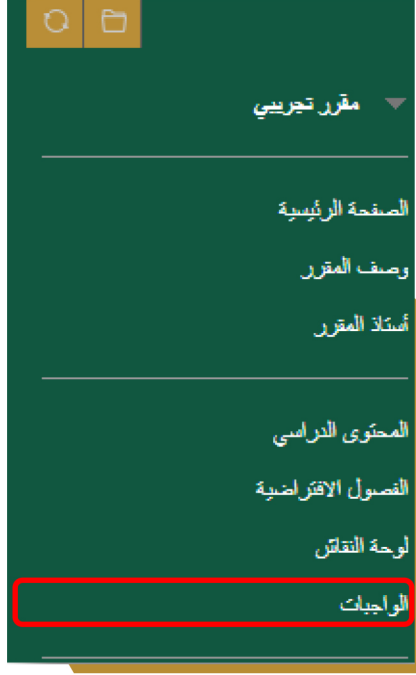 مقرر تجريبي
الصفحة الرئيسية
وصف المقرر
أستاذ المقرر
المحتوى الدراسي
الفصول الافتراضية
لوحة النقاش
الواجبات